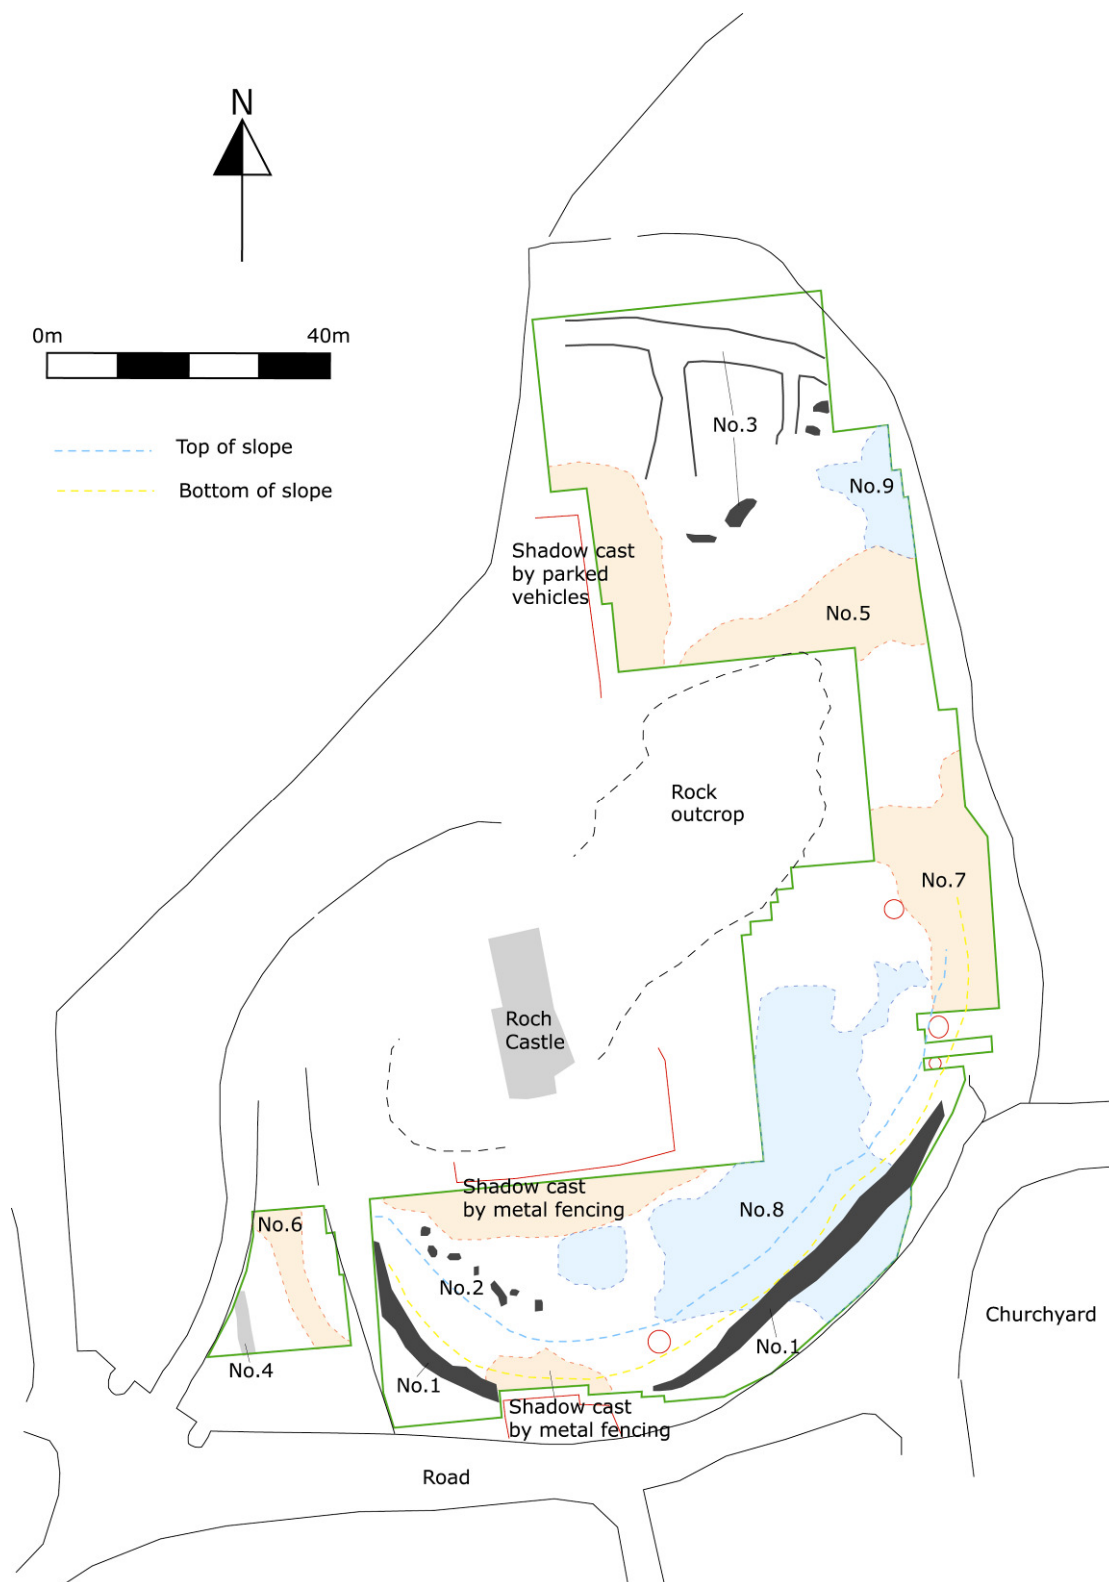 N
0m
40m
Top of slope
Bottom of slope
No.3
No.9
Shadow cast
by parked
vehicles
No.5
Rock
outcrop
No.7
Roch
Castle
Shadow cast
by metal fencing
No.8
No.6
No.2
Churchyard
No.4
No.1
No.1
Shadow cast
by metal fencing
Road